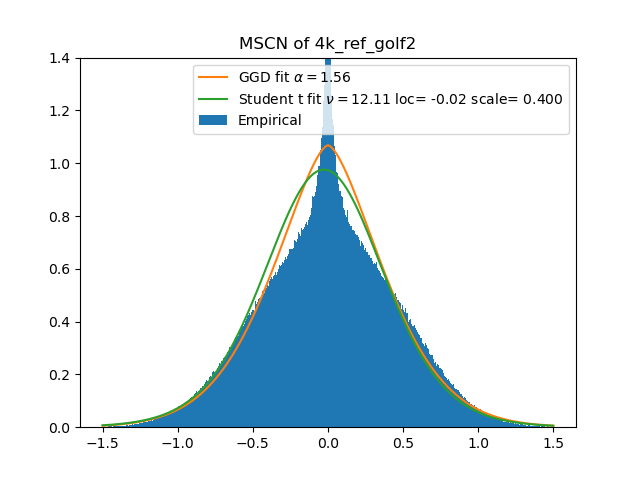 MSCN of 4k_ref_golf2
GGD fit α = 1.56
Student t fit ν = 12.11 loc= -0.02 scale= 0.400
Empirical
1.4
1.2
1.0
0.8
0.6
0.4
0.2
0.0
−1.5 −1.0 −0.5 0.0 0.5 1.0 1.5